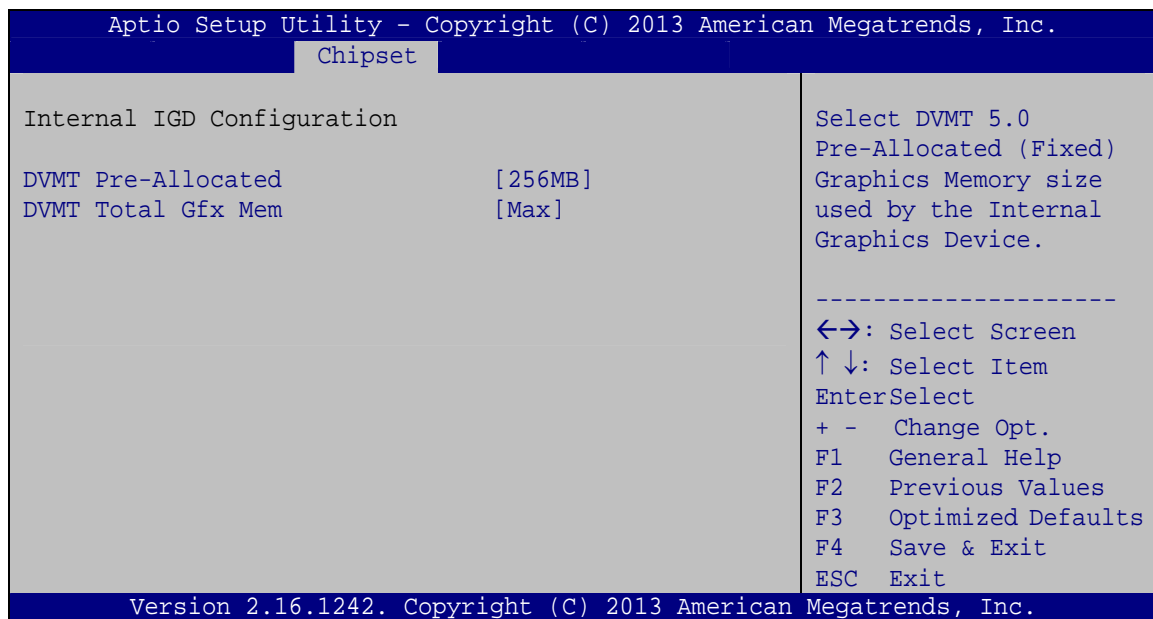 Aptio Setup Utility – Copyright (C) 2013 American Megatrends, Inc.
Chipset
Internal IGD Configuration
DVMT Pre-Allocated [256MB]
DVMT Total Gfx Mem [Max]
Select DVMT 5.0
Pre-Allocated (Fixed)
Graphics Memory size
used by the Internal
Graphics Device.
---------------------
←→: Select Screen
↑ ↓: Select Item
EnterSelect
+ - Change Opt.
F1 General Help
F2 Previous Values
F3 Optimized Defaults
F4 Save & Exit
ESC Exit
Version 2.16.1242. Copyright (C) 2013 American Megatrends, Inc.